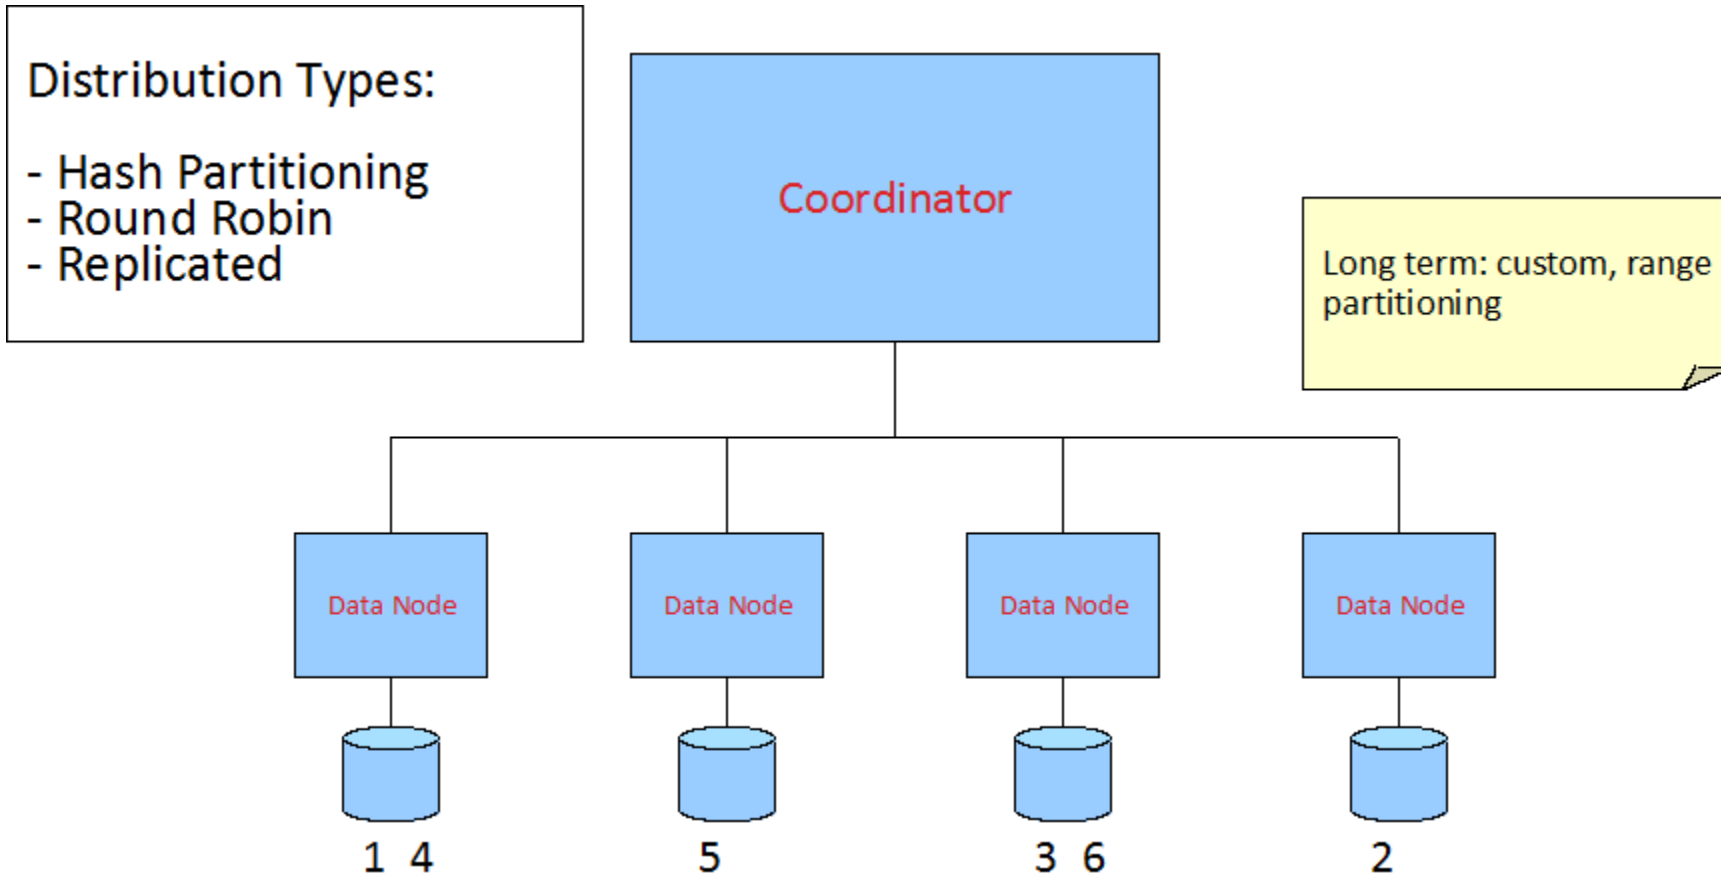 Distribution Types:
- Hash Partitioning
- Round Robin
- Replicated
Coordinator
Long term: custom, range
partitioning
Data Node
Data Node
Data Node
Data Node
1 4
5
3 6
2